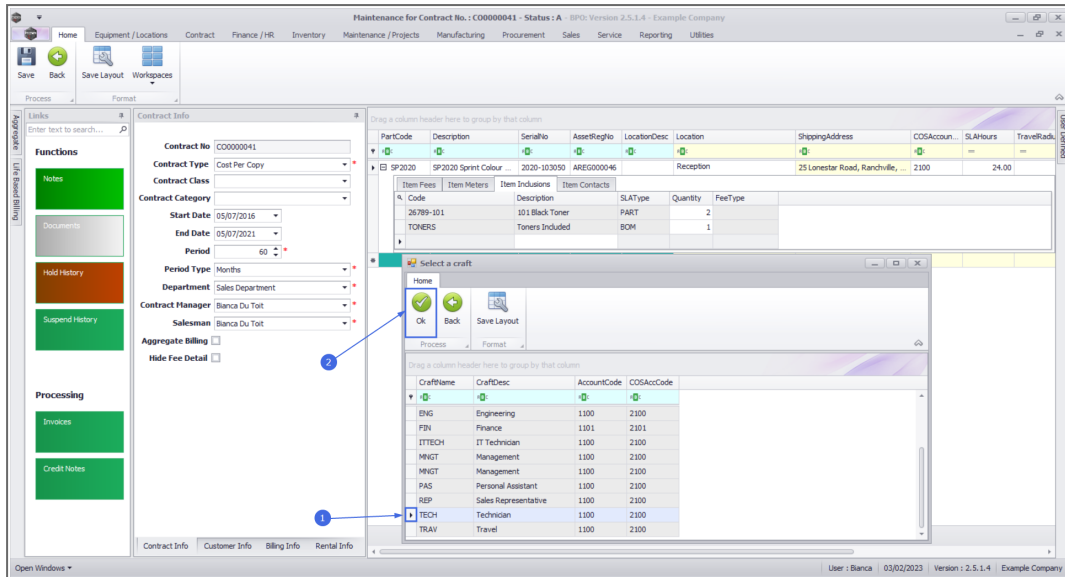 Maintenance for Contract No. : CO0000041 - Status : A - BPO: Version 2.5.1.4 - Example Company
Home Equipment / Locations Contract Finance / HR Inventory Maintenance / Projects Manufacturing Procurement Sales Service Reporting Utilities
Save Back Save Layout Workspaces
Process Format
Aggregate
Life Based Billing
Links
Enter text to search...
Functions
Notes
Documents
Hold History
Suspend History
Processing
Invoices
Credit Notes
Contract Info
Contract No CO0000041
Contract Type Cost Per Copy *
Contract Class
Contract Category
Start Date 05/07/2016
End Date 05/07/2021
Period 60 *
Period Type Months *
Department Sales Department *
Contract Manager Bianca Du Toit *
Salesman Bianca Du Toit *
Aggregate Billing
Hide Fee Detail
Contract Info Customer Info Billing Info Rental Info
Drag a column header here to group by that column
PartCode Description SerialNo AssetRegNo LocationDesc Location ShippingAddress COSAccoun... SLAHours TravelRadiu
SP2020 SP2020 Sprint Colour ... 2020-103050 AREG000046 Reception 25 Lonestar Road, Ranchville, ... 2100 24.00
Item Fees Item Meters Item Inclusions Item Contacts
Code Description SLAType Quantity FeeType
26789-101 101 Black Toner PART 2
TONERS Toners Included BOM 1
User Defined
Select a craft
Home
Ok Back Save Layout
Process Format
2
Drag a column header here to group by that column
CraftName CraftDesc AccountCode COSAccCode
ENG Engineering 1100 2100
FIN Finance 1101 2101
ITTECH IT Technician 1100 2100
MNGT Management 1100 2100
MNGT Management 1100 2100
PAS Personal Assistant 1100 2100
REP Sales Representative 1100 2100
1
TECH Technician 1100 2100
TRAV Travel 1100 2100
Open Windows
User : Bianca 03/02/2023 Version : 2.5.1.4 Example Company